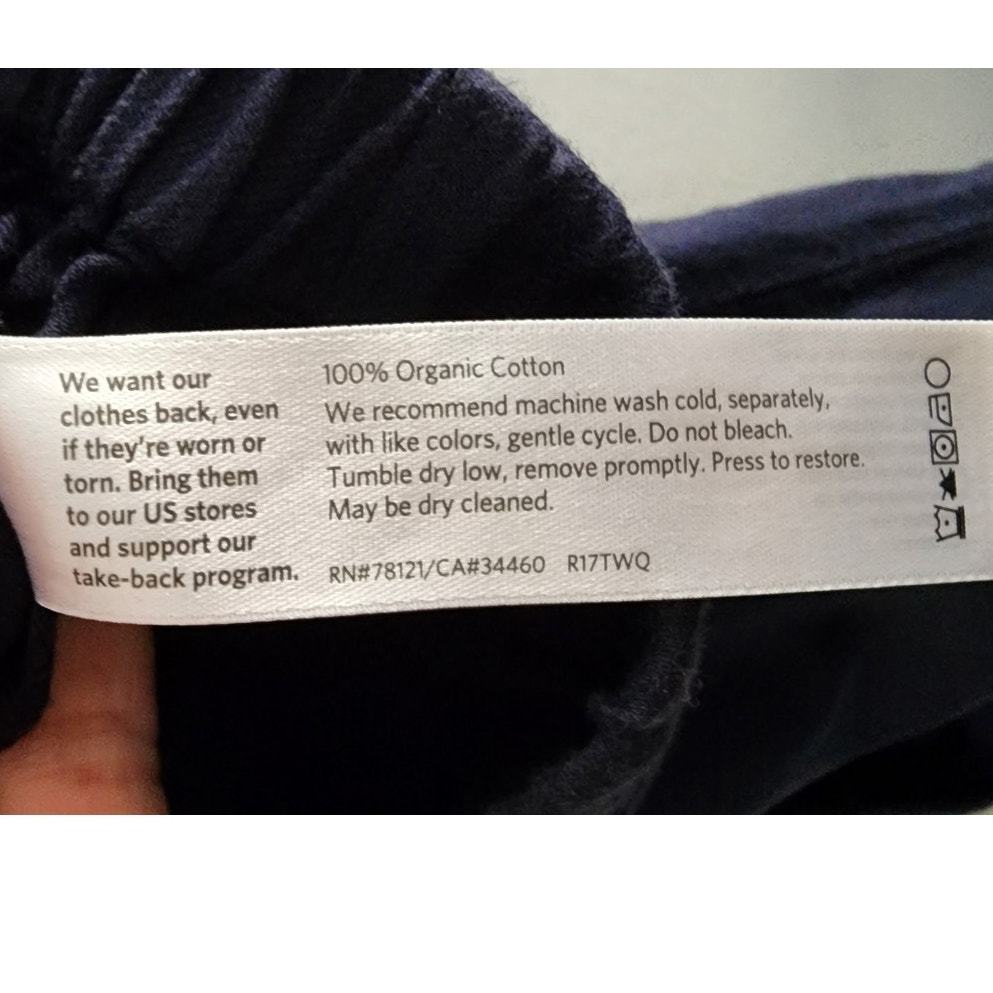 We want our
clothes back, even
if they're worn or
torn. Bring them
to our US stores
and support our
take-back program.
100% Organic Cotton
We recommend machine wash cold, separately,
with like colors, gentle cycle. Do not bleach.
Tumble dry low, remove promptly. Press to restore.
May be dry cleaned.
RN#78121/CA#34460 R17TWQ